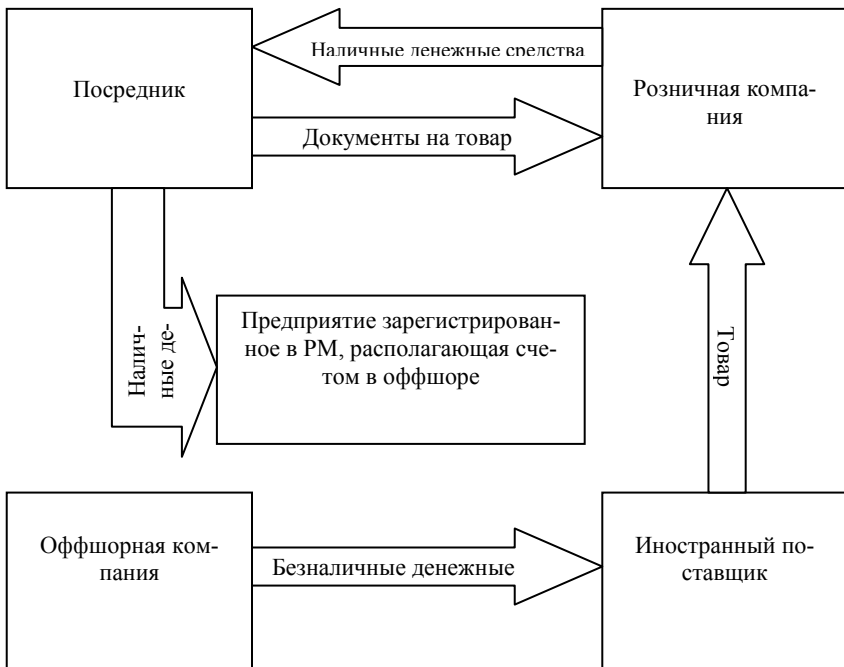 Посредник
Наличные денежные средства
Розничная компа-
ния
Документы на товар
Налич-
ные де-
Предприятие зарегистрирован-
ное в РМ, располагающая сче-
том в оффшоре
Товар
Оффшорная ком-
пания
Безналичные денежные
Иностранный по-
ставщик